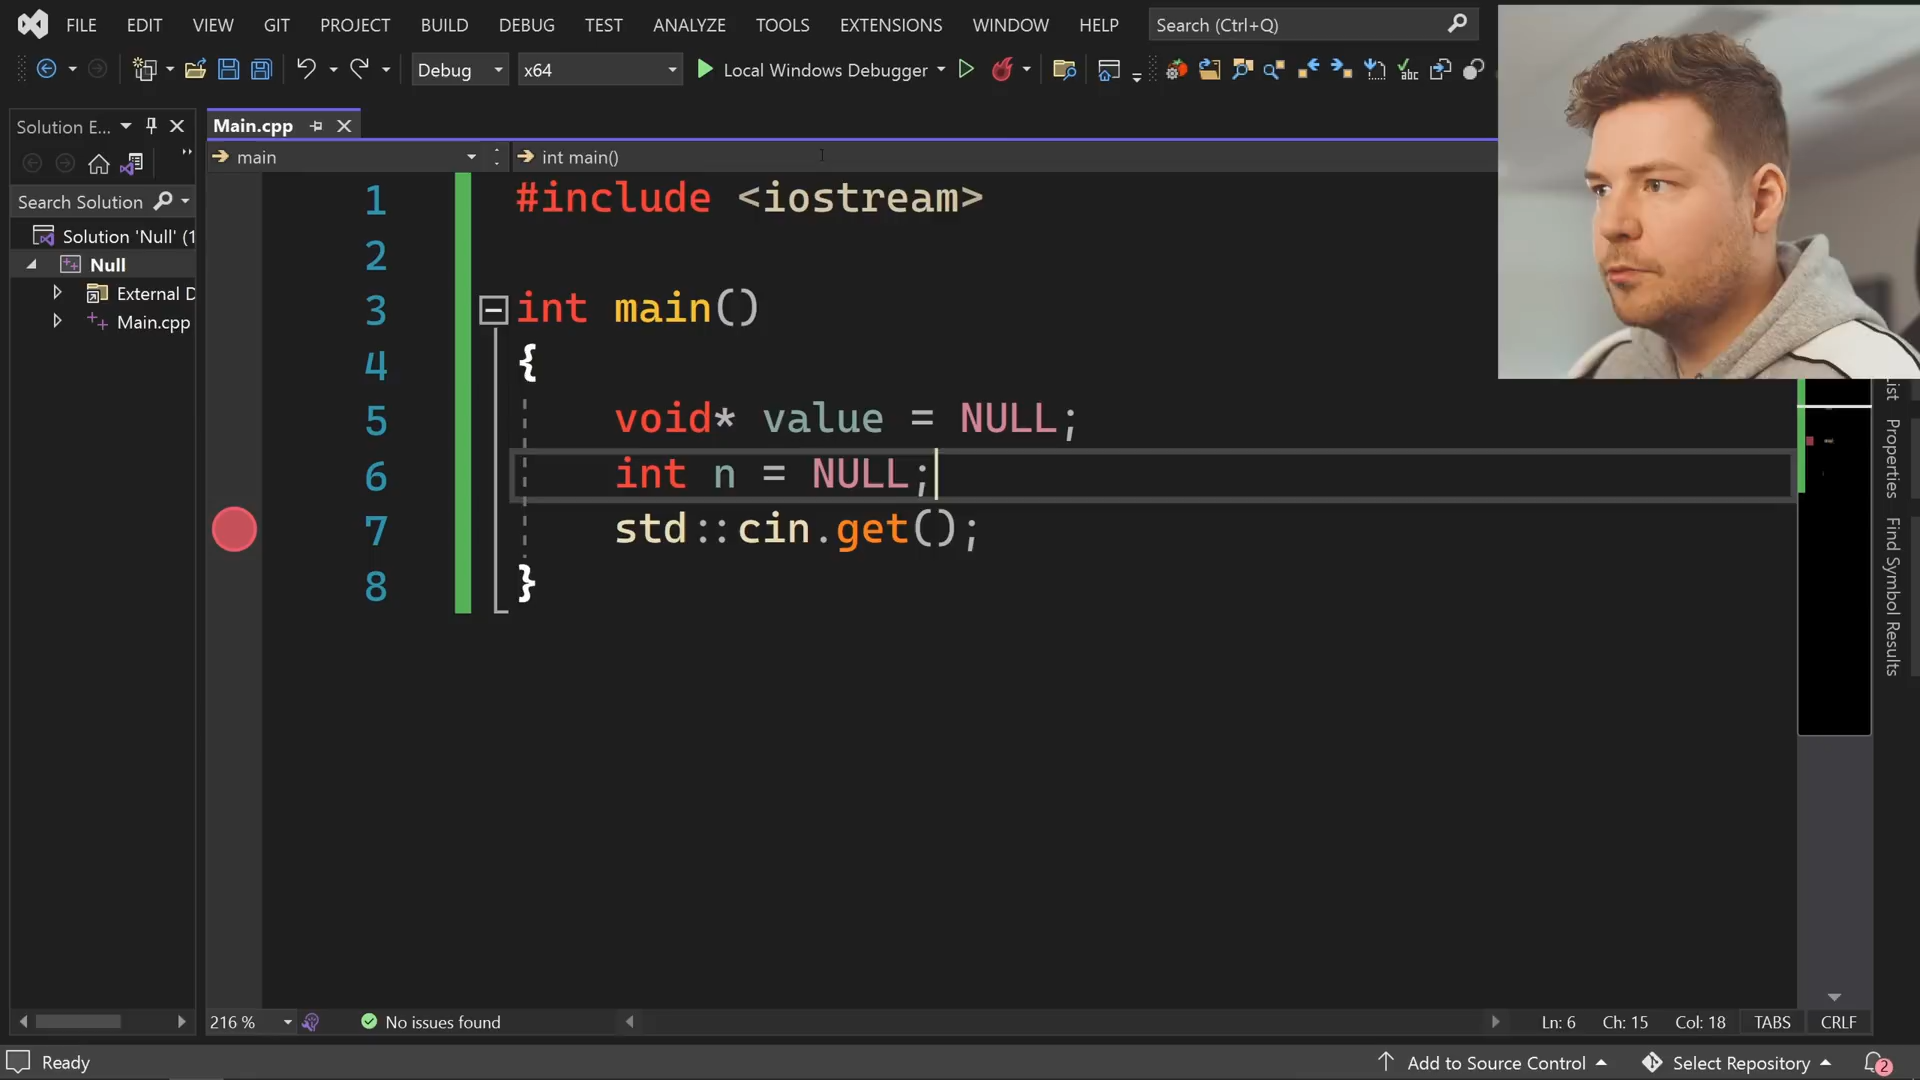 FILE EDIT VIEW GIT PROJECT BUILD DEBUG TEST ANALYZE TOOLS EXTENSIONS WINDOW HELP Search (Ctrl+Q)
Debug x64 Local Windows Debugger
Solution E...
Main.cpp
main int main()
Search Solution
Solution 'Null' (1
Null
External D
Main.cpp
1 #include <iostream>
2
3 int main()
4 {
5 void* value = NULL;
6 int n = NULL;
7 std::cin.get();
8 }
List
Properties
Find Symbol Results
216 % No issues found Ln: 6 Ch: 15 Col: 18 TABS CRLF
Ready Add to Source Control Select Repository 2